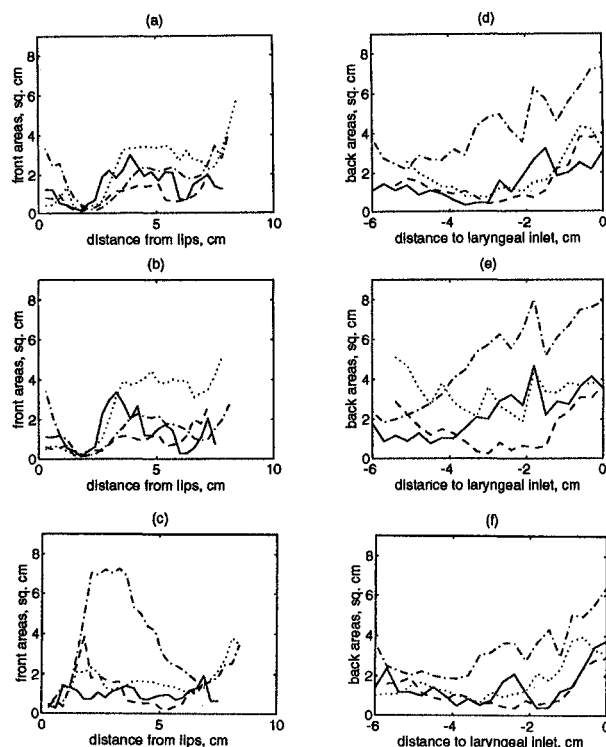 (a)
8
6
4
2
0
0
5
10
front areas, sq. cm
distance from lips, cm
(d)
8
6
4
2
0
-6
-4
-2
0
back areas, sq. cm
distance to laryngeal inlet, cm
(b)
8
6
4
2
0
0
5
10
front areas, sq. cm
distance from lips, cm
(e)
8
6
4
2
0
-6
-4
-2
0
back areas, sq. cm
distance to laryngeal inlet, cm
(c)
8
6
4
2
0
0
5
10
front areas, sq. cm
distance from lips, cm
(f)
8
6
4
2
0
-6
-4
-2
0
back areas, sq. cm
distance to laryngeal inlet, cm